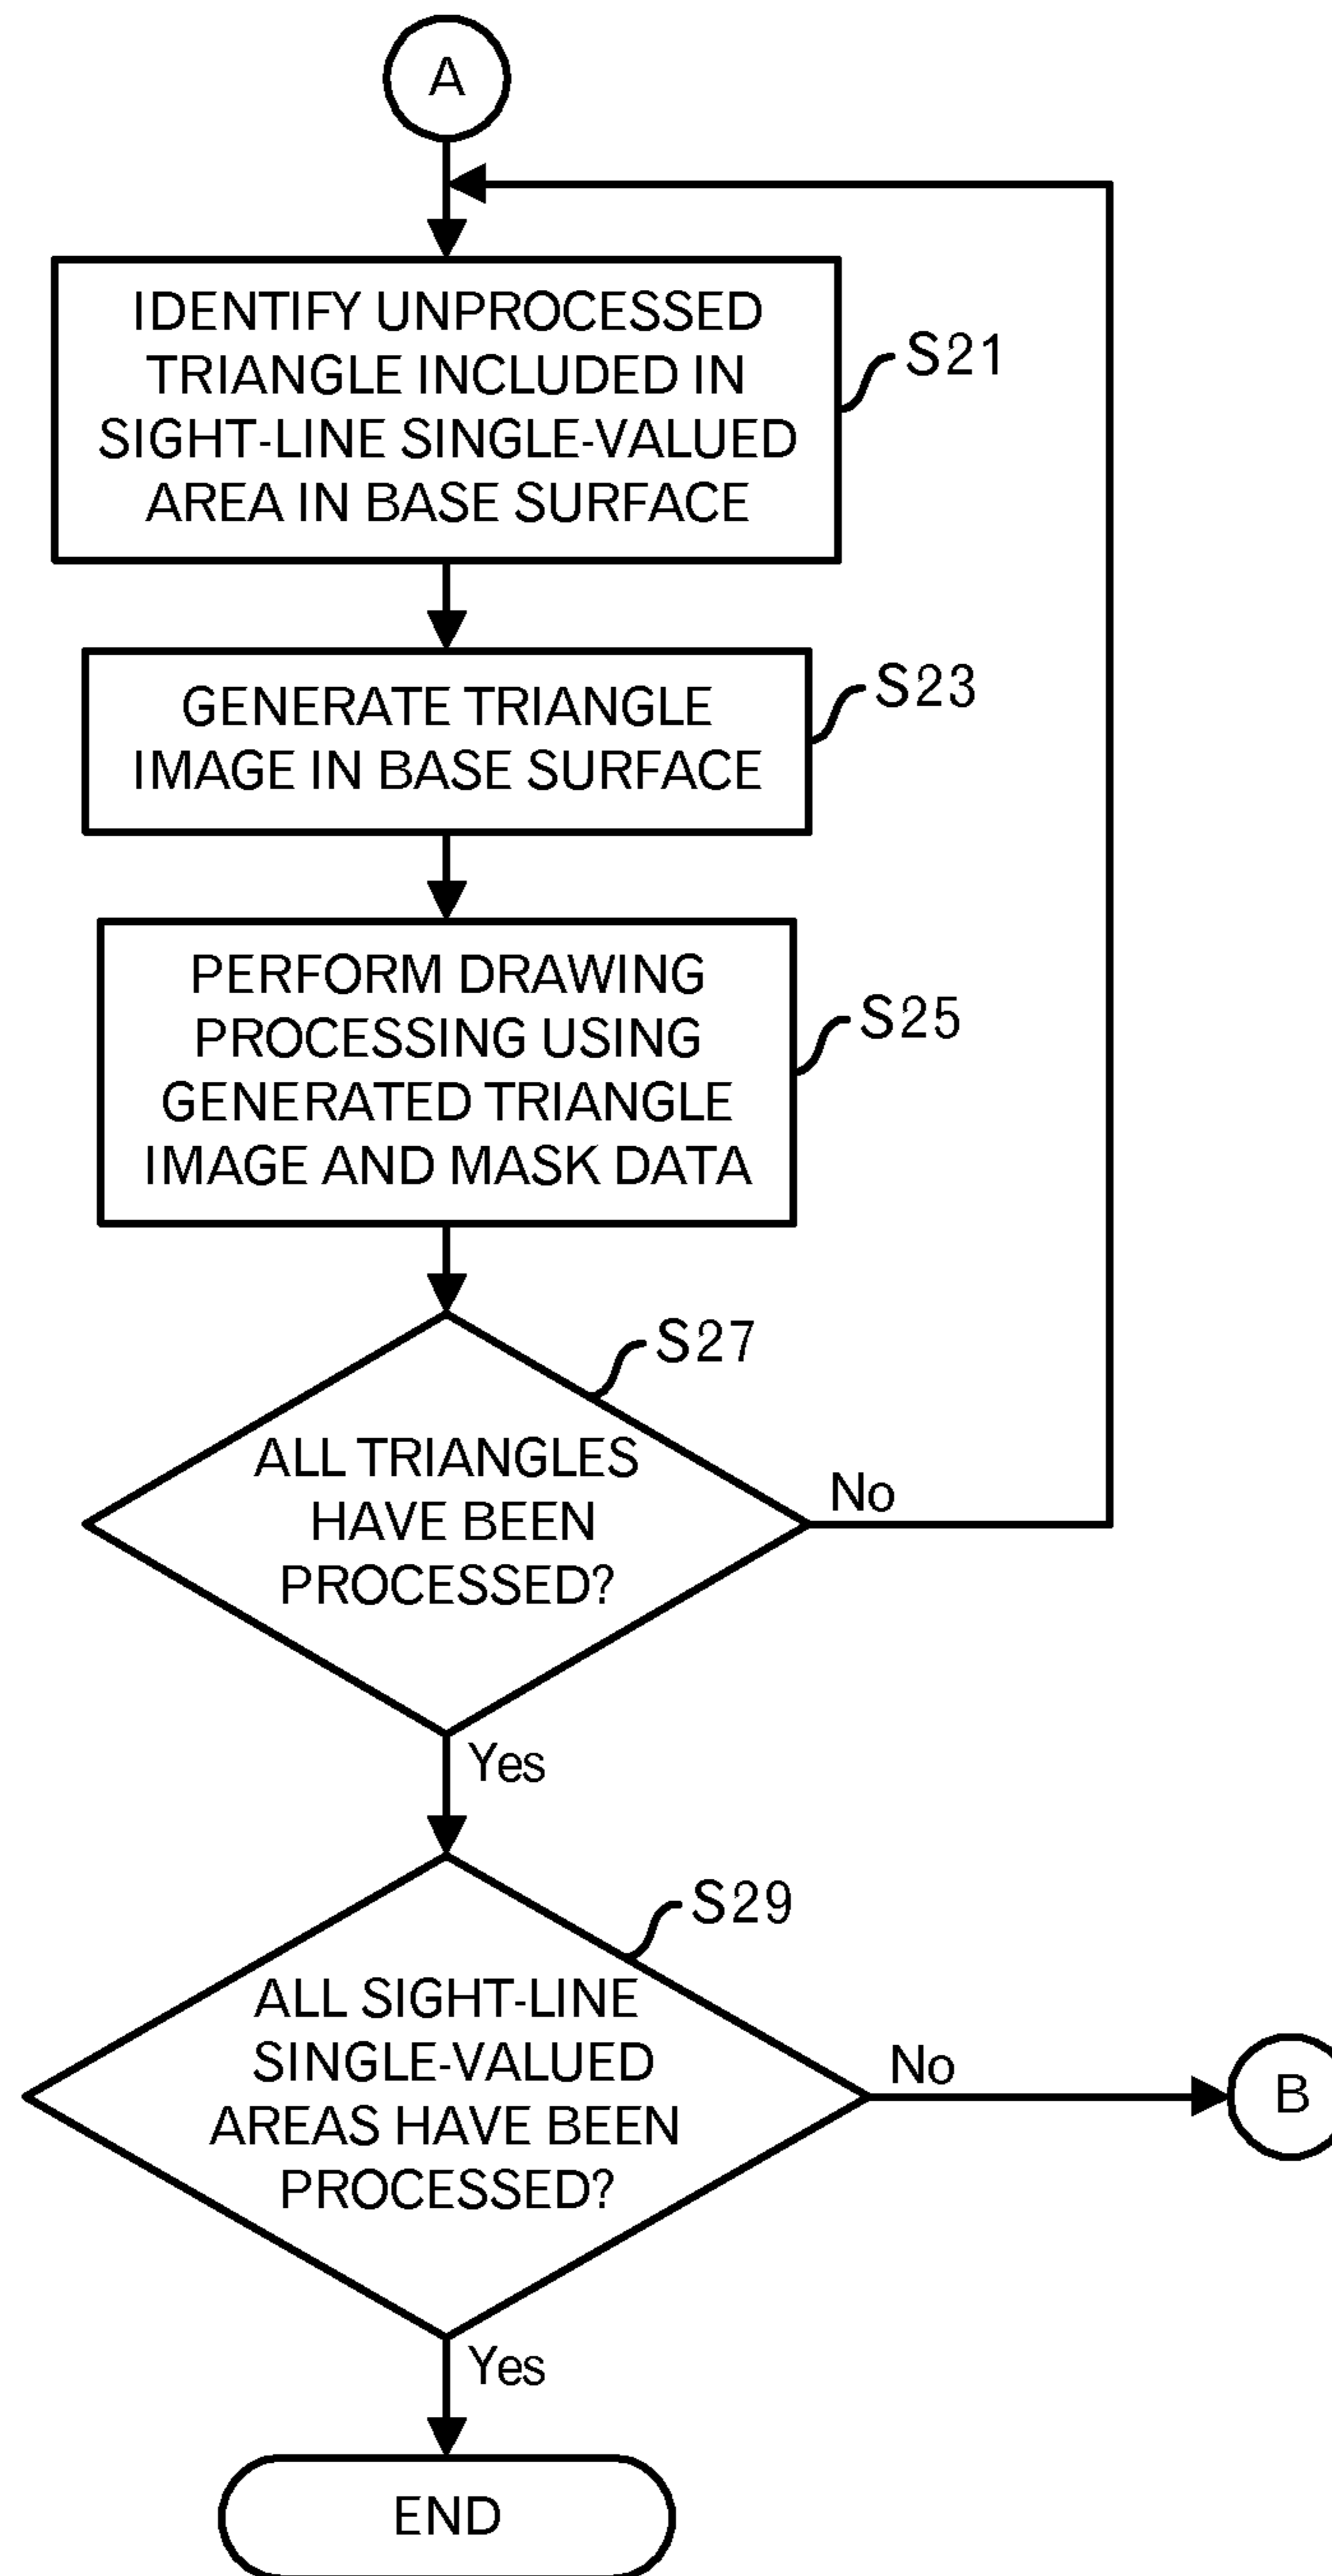 A
IDENTIFY UNPROCESSED
TRIANGLE INCLUDED IN
SIGHT-LINE SINGLE-VALUED
AREA IN BASE SURFACE
S21
GENERATE TRIANGLE
IMAGE IN BASE SURFACE
S23
PERFORM DRAWING
PROCESSING USING
GENERATED TRIANGLE
IMAGE AND MASK DATA
S25
S27
ALL TRIANGLES
HAVE BEEN
PROCESSED?
No
Yes
S29
ALL SIGHT-LINE
SINGLE-VALUED
AREAS HAVE BEEN
PROCESSED?
No
B
Yes
END